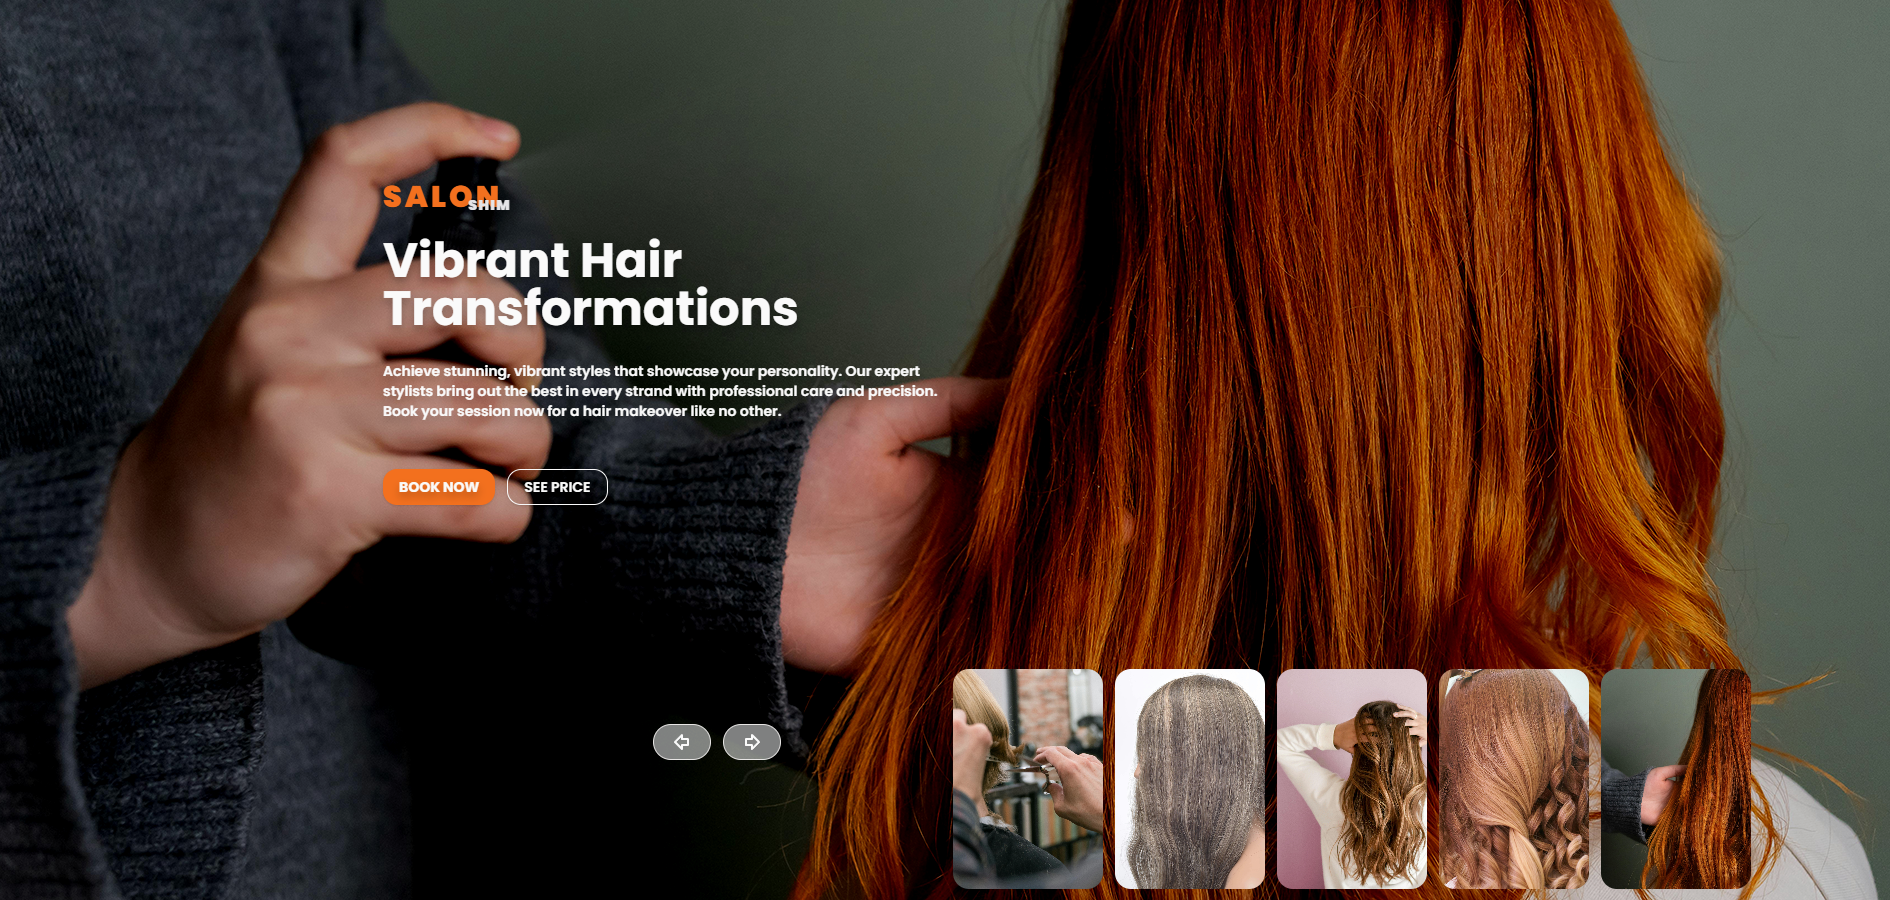 SALON
SHIM
Vibrant Hair
Transformations
Achieve stunning, vibrant styles that showcase your personality. Our expert
stylists bring out the best in every strand with professional care and precision.
Book your session now for a hair makeover like no other.
BOOK NOW
SEE PRICE